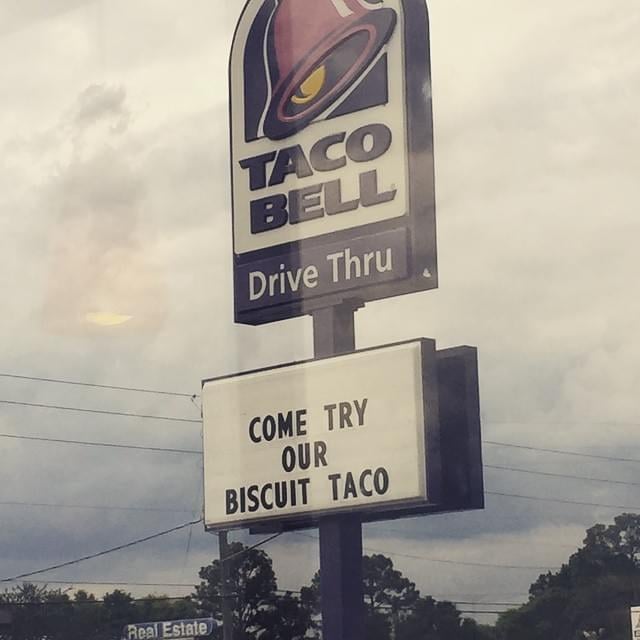 TACO
BELL
Drive Thru
COME TRY
OUR
BISCUIT TACO
Real Estate